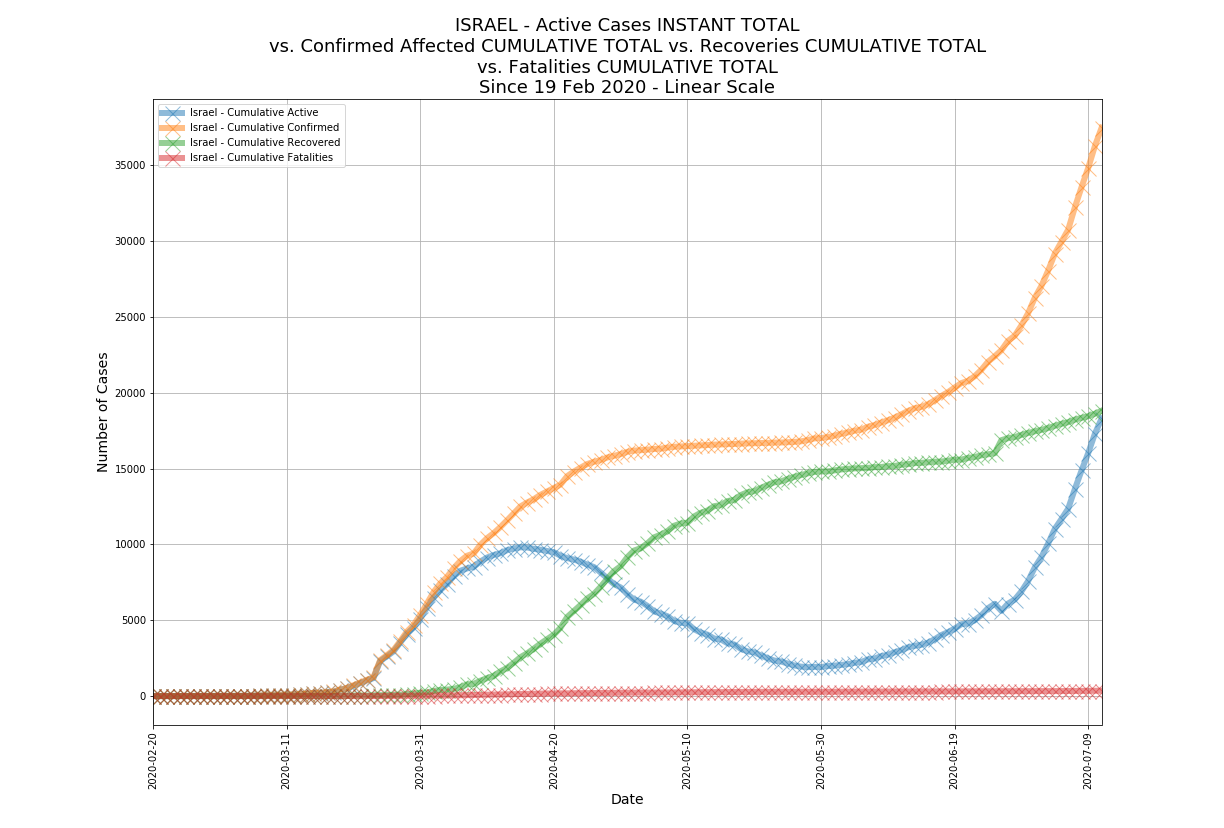 ISRAEL - Active Cases INSTANT TOTAL
vs. Confirmed Affected CUMULATIVE TOTAL vs. Recoveries CUMULATIVE TOTAL
vs. Fatalities CUMULATIVE TOTAL
Since 19 Feb 2020 - Linear Scale
Israel - Cumulative Active
Israel - Cumulative Confirmed
Israel - Cumulative Recovered
Israel - Cumulative Fatalities
Number of Cases
35000
30000
25000
20000
15000
10000
5000
0
2020-02-20
2020-03-11
2020-03-31
2020-04-20
2020-05-10
2020-05-30
2020-06-19
2020-07-09
Date